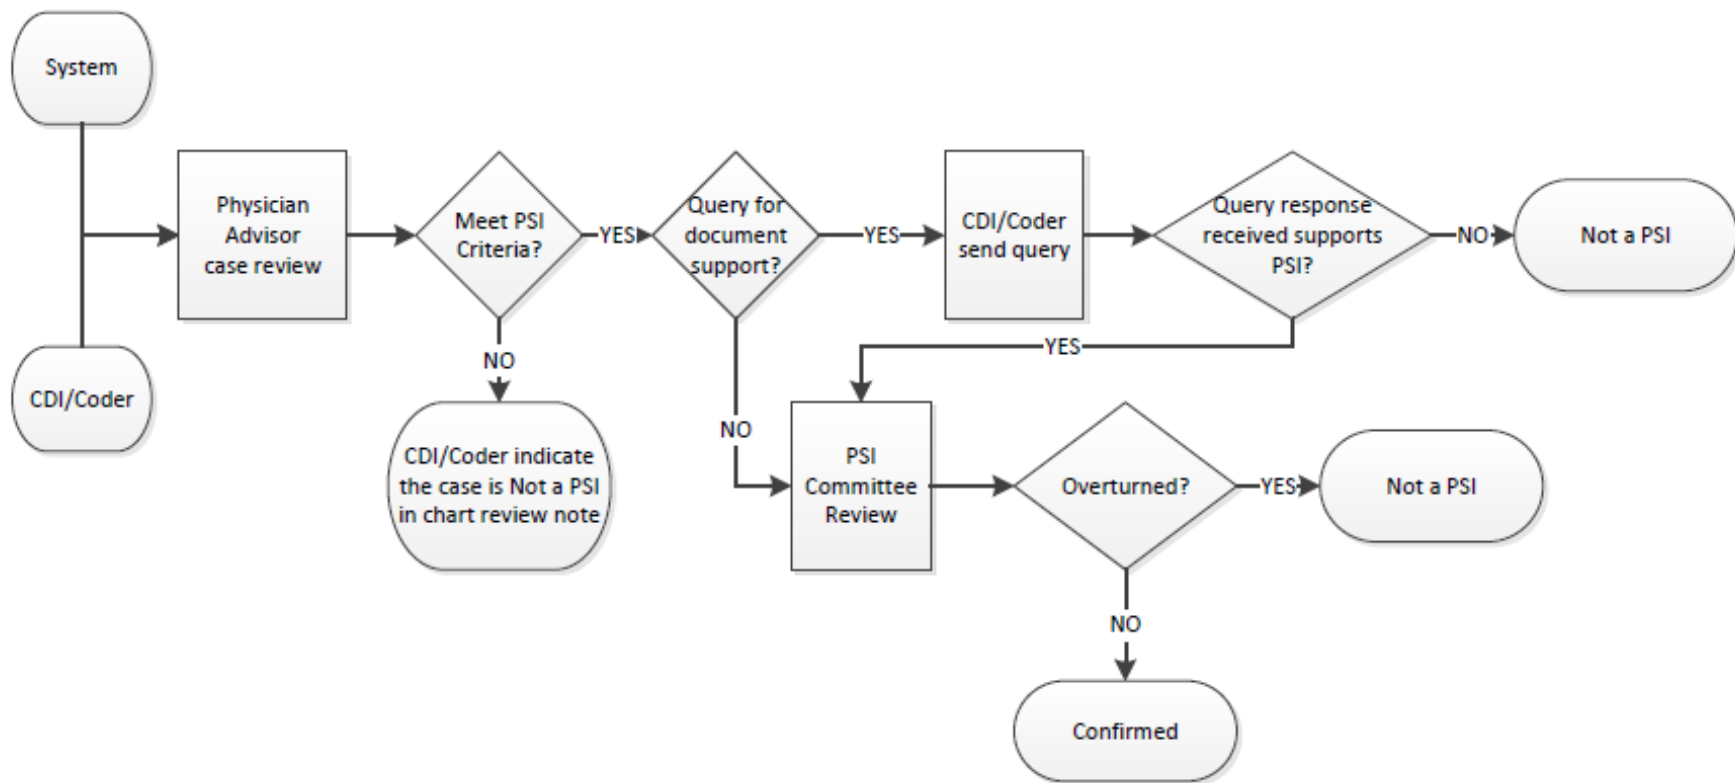 System
Physician
Advisor
case review
CDI/Coder
Meet PSI
Criteria?
YES
NO
CDI/Coder indicate
the case is Not a PSI
in chart review note
Query for
document
support?
YES
NO
CDI/Coder
send query
Query response
received supports
PSI?
NO
Not a PSI
YES
PSI
Committee
Review
Overturned?
YES
Not a PSI
NO
Confirmed